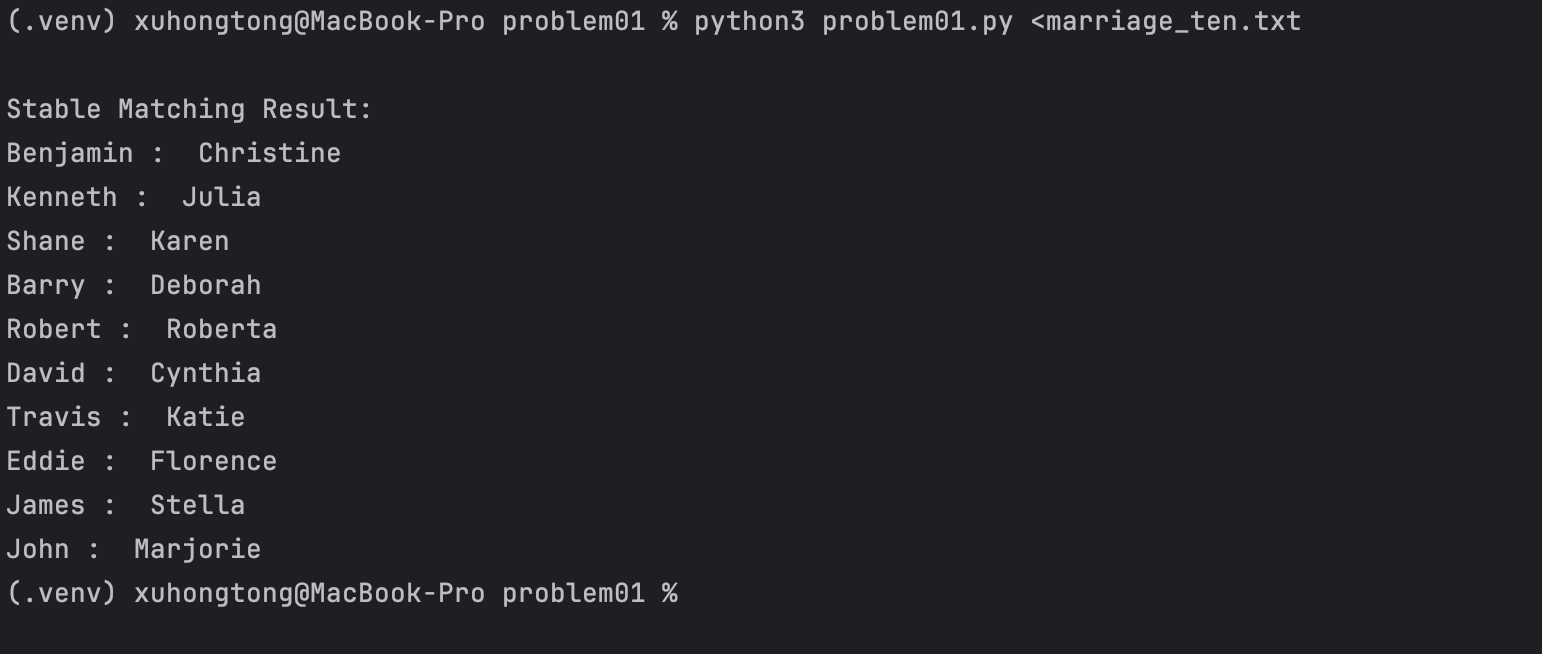 (.venv) xuhongtong@MacBook-Pro problem01 % python3 problem01.py <marriage_ten.txt
Stable Matching Result:
Benjamin :  Christine
Kenneth :  Julia
Shane :  Karen
Barry :  Deborah
Robert :  Roberta
David :  Cynthia
Travis :  Katie
Eddie :  Florence
James :  Stella
John :  Marjorie
(.venv) xuhongtong@MacBook-Pro problem01 %